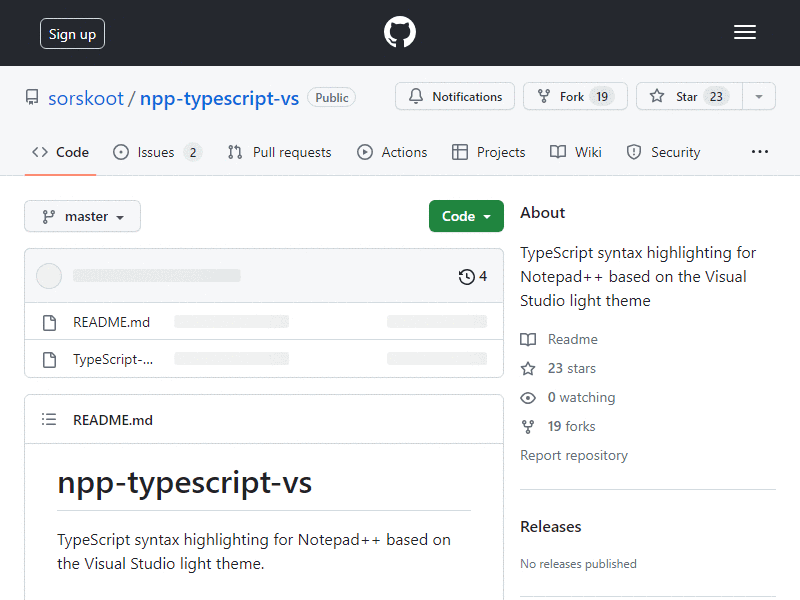 Sign up
sorskoot / npp-typescript-vs Public
Notifications Fork 19 Star 23
Code Issues 2 Pull requests Actions Projects Wiki Security
master
Code
4
README.md
TypeScript-...
README.md
npp-typescript-vs
TypeScript syntax highlighting for Notepad++ based on
the Visual Studio light theme.
About
TypeScript syntax highlighting for
Notepad++ based on the Visual
Studio light theme
Readme
23 stars
0 watching
19 forks
Report repository
Releases
No releases published